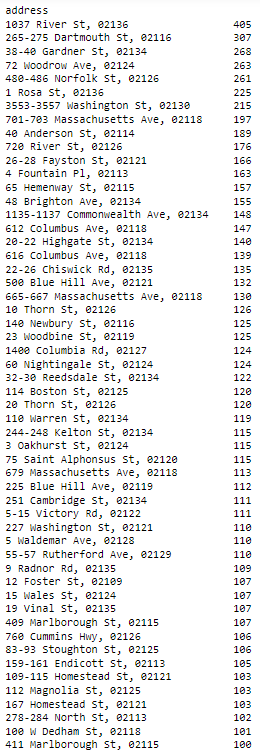 address
1037 River St, 02136 405
265-275 Dartmouth St, 02116 307
38-40 Gardner St, 02134 268
72 Woodrow Ave, 02124 263
480-486 Norfolk St, 02126 261
1 Rosa St, 02136 225
3553-3557 Washington St, 02130 215
701-703 Massachusetts Ave, 02118 197
40 Anderson St, 02114 189
720 River St, 02126 176
26-28 Fayston St, 02121 166
4 Fountain Pl, 02113 163
65 Hemenway St, 02115 157
48 Brighton Ave, 02134 155
1135-1137 Commonwealth Ave, 02134 148
612 Columbus Ave, 02118 147
20-22 Highgate St, 02134 140
616 Columbus Ave, 02118 139
22-26 Chiswick Rd, 02135 135
500 Blue Hill Ave, 02121 132
665-667 Massachusetts Ave, 02118 130
10 Thorn St, 02126 126
140 Newbury St, 02116 125
23 Woodbine St, 02119 125
1400 Columbia Rd, 02127 124
60 Nightingale St, 02124 124
32-30 Reedsdale St, 02134 122
114 Boston St, 02125 120
20 Thorn St, 02126 120
110 Warren St, 02134 119
244-248 Kelton St, 02134 115
3 Oakhurst St, 02124 115
75 Saint Alphonsus St, 02120 115
679 Massachusetts Ave, 02118 113
225 Blue Hill Ave, 02119 112
251 Cambridge St, 02134 111
5-15 Victory Rd, 02122 111
227 Washington St, 02121 110
5 Waldemar Ave, 02128 110
55-57 Rutherford Ave, 02129 110
9 Radnor Rd, 02135 109
12 Foster St, 02109 107
15 Wales St, 02124 107
19 Vinal St, 02135 107
409 Marlborough St, 02115 107
760 Cummins Hwy, 02126 106
83-93 Stoughton St, 02125 106
159-161 Endicott St, 02113 105
109-115 Homestead St, 02121 103
112 Magnolia St, 02125 103
167 Homestead St, 02121 103
278-284 North St, 02113 102
100 W Dedham St, 02118 101
411 Marlborough St, 02115 100